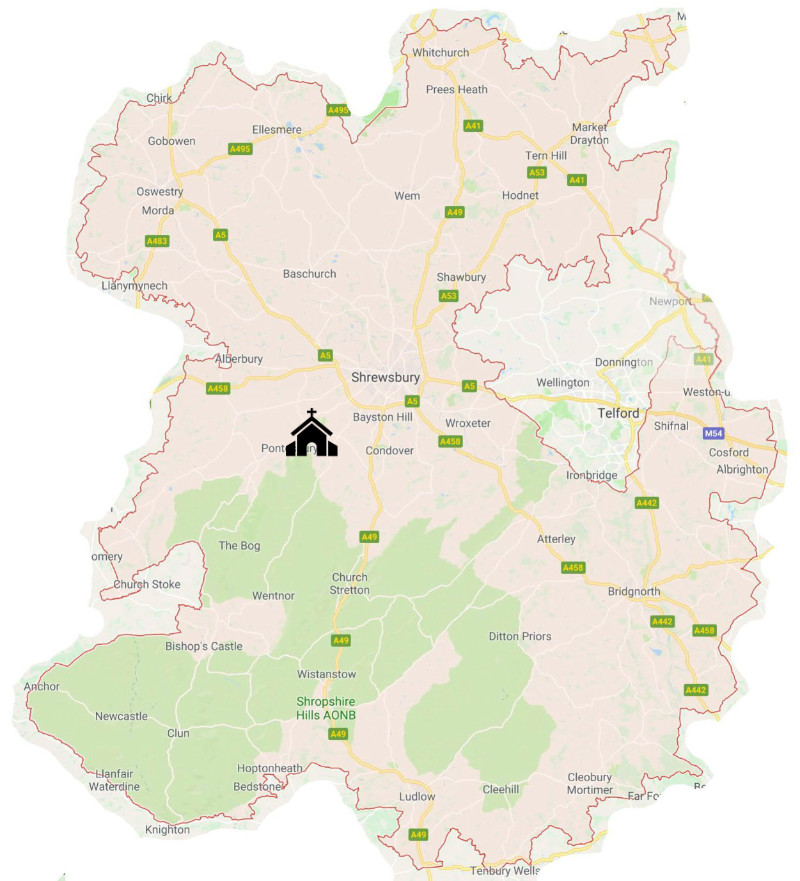 M
Whitchurch
Prees Heath
Chirk
A495
Ellesmere
A41
Market
Drayton
Gobowen
A495
Tern Hill
A53
A41
Oswestry
Wem
Hodnet
Morda
A49
A5
A483
Baschurch
Shawbury
Llanymynech
A53
Newport
A5
Alderbury
A41
Donnington
Shrewsbury
Wellington
A458
A5
Weston-u
A5
Telford
Bayston Hill
Wroxeter
Shifnal
M54
A458
Condover
Cosford
Albrighton
Ironbridge
A442
A49
Atterley
The Bog
omery
A458
Church
Stretton
Church Stoke
Wentnor
Bridgnorth
A442
A458
Ditton Priors
A49
Bishop's Castle
Wistanstow
Anchor
A442
Shropshire
Hills AONB
Newcastle
Clun
A49
Hoptonheath
Llanfair
Waterdine
Bedstone
Cleobury
Mortimer
Cleehill
Ludlow
Knighton
A49
Tenbury Wells